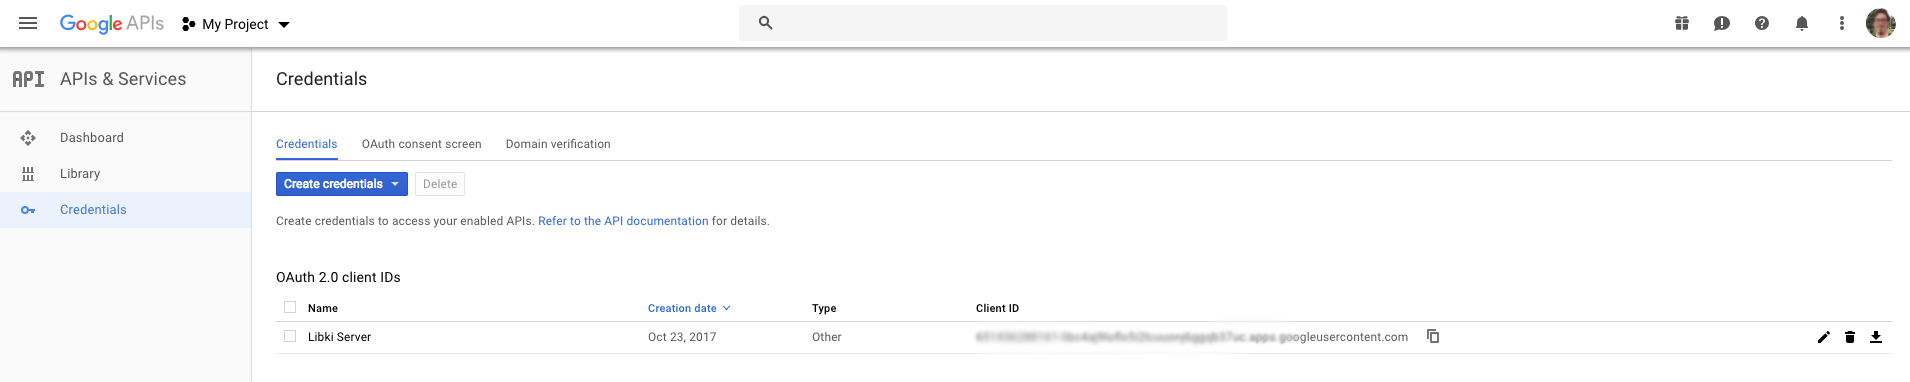 Google APIs My Project
API APIs & Services
Credentials
Dashboard
Library
Credentials
Credentials OAuth consent screen Domain verification
Create credentials Delete
Create credentials to access your enabled APIs. Refer to the API documentation for details.
OAuth 2.0 client IDs
Name Creation date Type Client ID
Libki Server Oct 23, 2017 Other .apps.googleusercontent.com